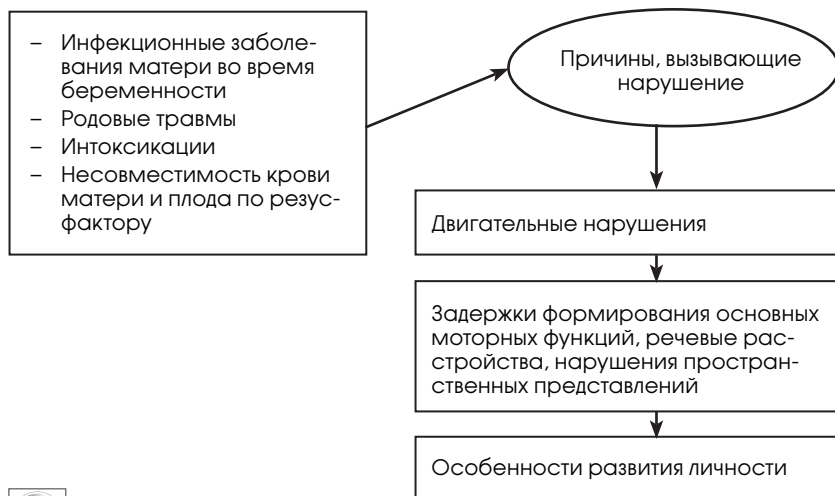 – Инфекционные заболе-
вания матери во время
беременности
– Родовые травмы
– Интоксикации
– Несовместимость крови
матери и плода по резус-
фактору
Причины, вызывающие
нарушение
Двигательные нарушения
Задержки формирования основных
моторных функций, речевые рас-
стройства, нарушения простран-
ственных представлений
Особенности развития личности